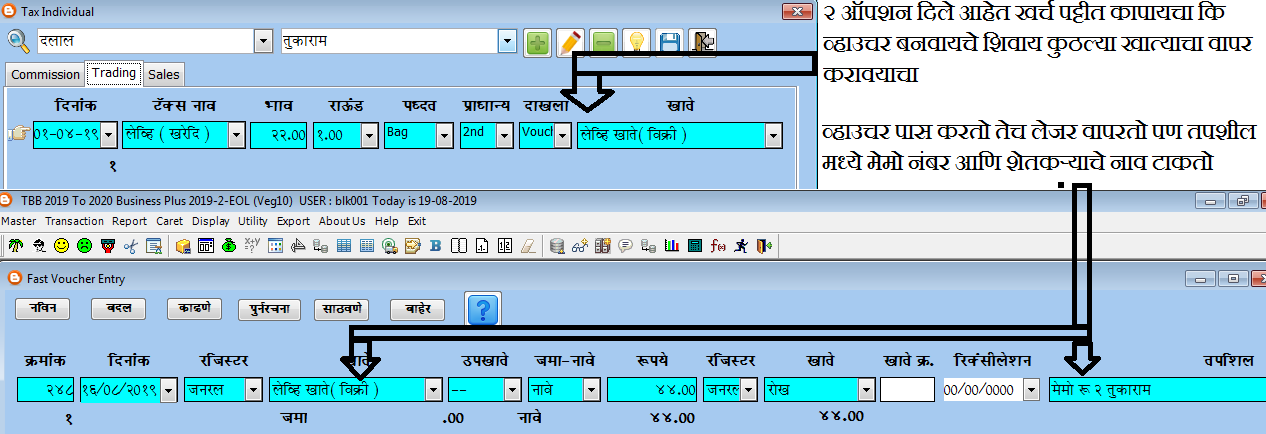 Tax Individual
दलाल तुकाराम
Commission Trading Sales
दिनांक टॅक्स नाव भाव राऊंड पध्दत प्राधान्य दाखला खावे
०१-०४-१९ लेव्हि ( खरेदि ) २२.०० १.०० Bag 2nd Vouch लेव्हि खाते( विक्री )
१
२ ऑपशन दिले आहेत खर्च पट्टीत कापायचा कि
व्हाउचर बनवायचे शिवाय कुठल्या खात्याचा वापर
करावयाचा
व्हाउचर पास करतो तेच लेजर वापरतो पण तपशील
मध्ये मेमो नंबर आणि शेतकऱ्याचे नाव टाकतो
TBB 2019 To 2020 Business Plus 2019-2-EOL (Veg10) USER : blk001 Today is 19-08-2019
Master Transaction Report Caret Display Utility Export About Us Help Exit
Fast Voucher Entry
नविन बदल काढणे पुर्नरचना साठवणे बाहेर
क्रमांक दिनांक रजिस्टर उपखावे जमा-नावे रूपये रजिस्टर खावे खावे क्र. रिकंसीलेशन तपशिल
२४८ १६/०८/२०१९ जनरल लेव्हि खाते( विक्री ) -- नावे ४४.०० जनरल रोख 00/00/0000 मेमो रू २ तुकाराम
१ जमा .00 नावे ४४.00 ४४.00